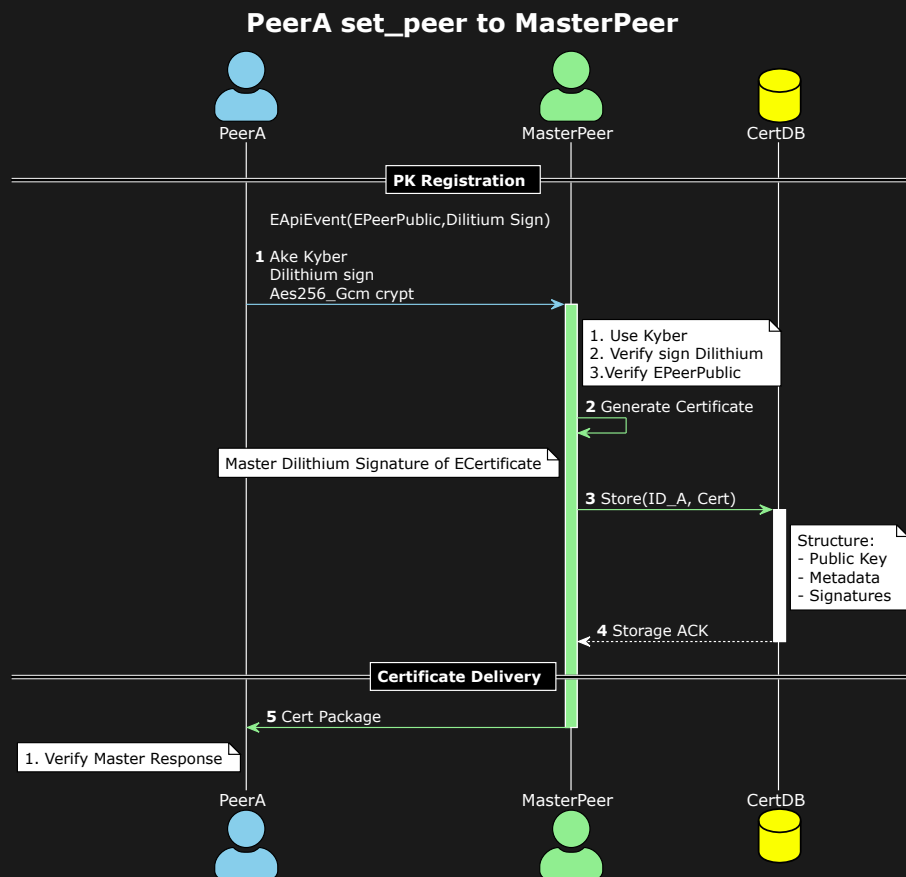 PeerA set_peer to MasterPeer
PeerA
MasterPeer
CertDB
PK Registration
EApiEvent(EPeerPublic,Dilitium Sign)
1 Ake Kyber
Dilithium sign
Aes256_Gcm crypt
1. Use Kyber
2. Verify sign Dilithium
3.Verify EPeerPublic
2 Generate Certificate
Master Dilithium Signature of ECertificate
3 Store(ID_A, Cert)
Structure:
- Public Key
- Metadata
- Signatures
4 Storage ACK
Certificate Delivery
5 Cert Package
1. Verify Master Response
PeerA
MasterPeer
CertDB